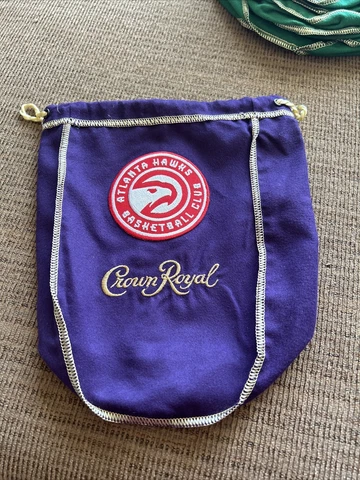 ATLANTA HAWKS
BASKETBALL CLUB
Crown Royal